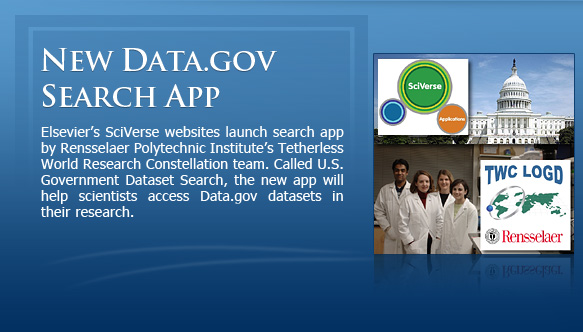 New Data.gov
Search App
Elsevier's SciVerse websites launch search app
by Rensselaer Polytechnic Institute's Tetherless
World Research Constellation team. Called U.S.
Government Dataset Search, the new app will
help scientists access Data.gov datasets in
their research.
SciVerse
Applications
TWC LOGD
Rensselaer